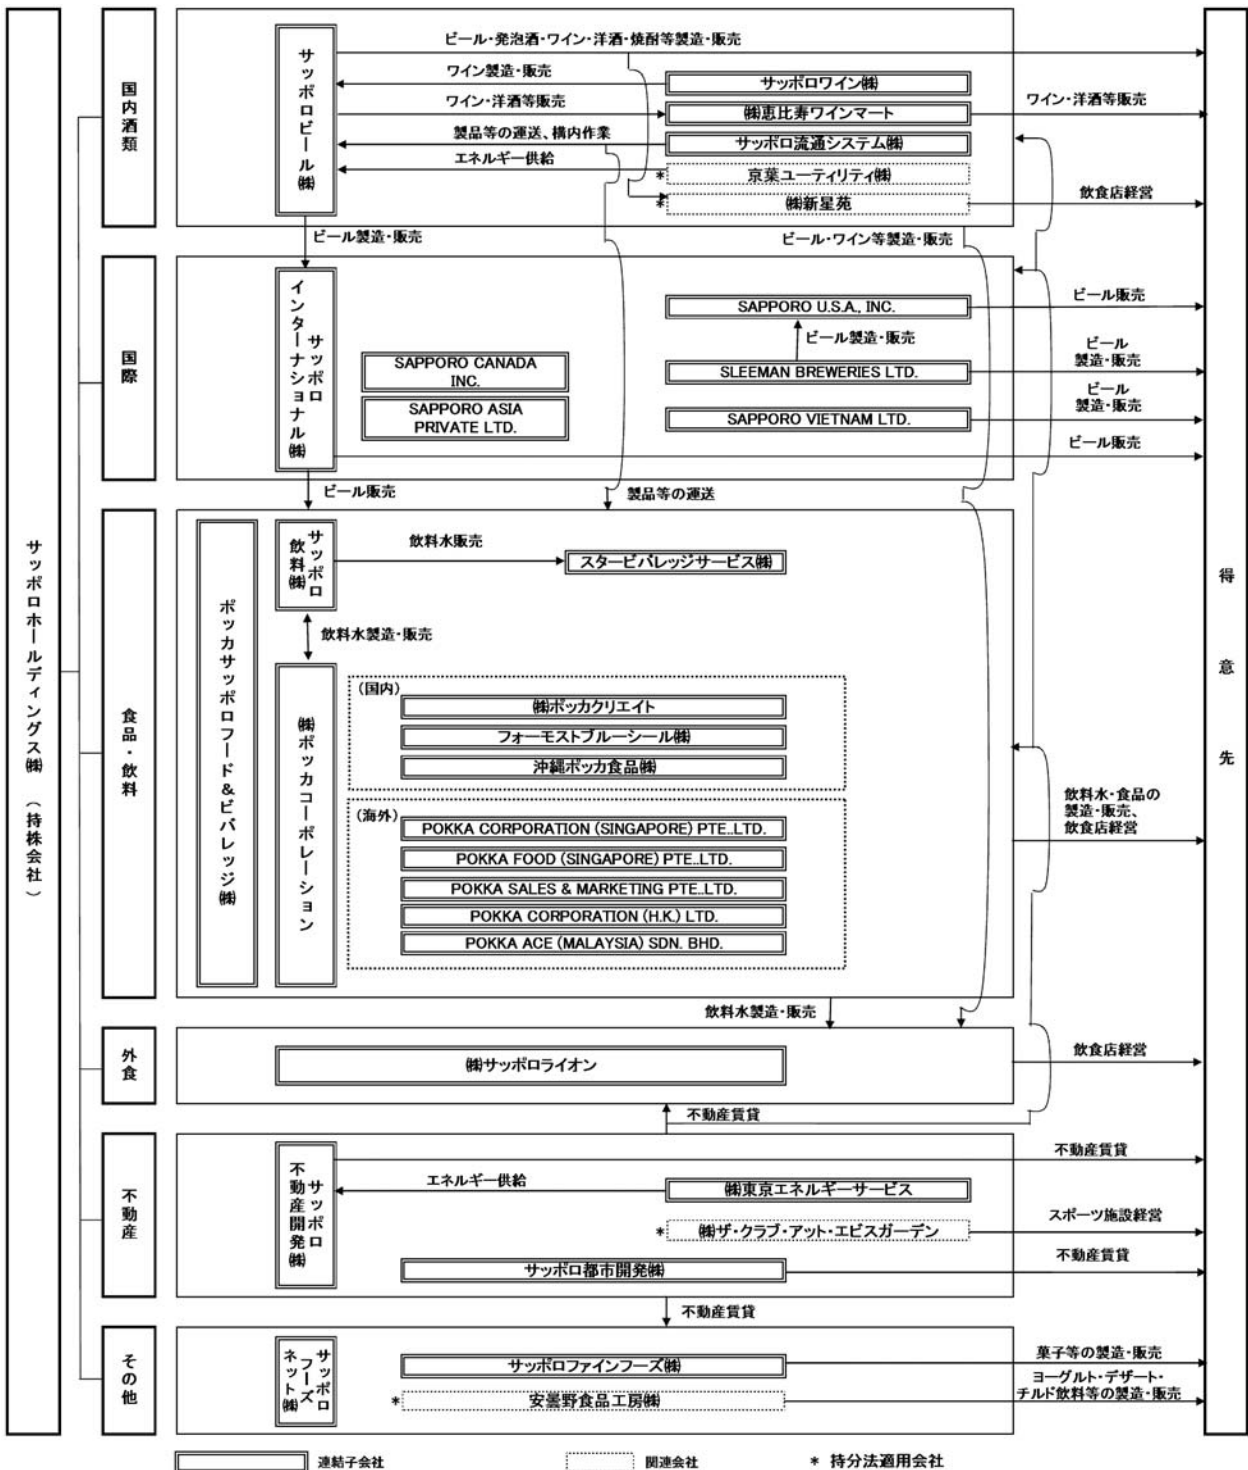 サッポロホールディングス㈱ (持株会社)
国内酒類
サッポロビール㈱
ビール・発泡酒・ワイン・洋酒・焼酎等製造・販売
ワイン製造・販売
サッポロワイン㈱
ワイン・洋酒等販売
㈱恵比寿ワインマート
ワイン・洋酒等販売
製品等の運送、構内作業
サッポロ流通システム㈱
エネルギー供給
* 京葉ユーティリティ㈱
* ㈱新星苑
飲食店経営
ビール製造・販売
ビール・ワイン等製造・販売
国際
サッポロ
インターナショナル㈱
SAPPORO U.S.A., INC.
ビール販売
ビール製造・販売
SAPPORO CANADA
INC.
SLEEMAN BREWERIES LTD.
ビール
製造・販売
SAPPORO ASIA
PRIVATE LTD.
SAPPORO VIETNAM LTD.
ビール
製造・販売
ビール販売
ビール販売
製品等の運送
食品・飲料
ポッカサッポロフード&ビバレッジ㈱
サッポロ
飲料㈱
飲料水販売
スタービバレッジサービス㈱
飲料水製造・販売
㈱ポッカコーポレーション
(国内)
㈱ポッカクリエイト
フォーモストブルーシール㈱
沖縄ポッカ食品㈱
(海外)
POKKA CORPORATION (SINGAPORE) PTE.LTD.
POKKA FOOD (SINGAPORE) PTE.LTD.
POKKA SALES & MARKETING PTE.LTD.
POKKA CORPORATION (H.K.) LTD.
POKKA ACE (MALAYSIA) SDN. BHD.
飲料水・食品の
製造・販売、
飲食店経営
飲料水製造・販売
外食
㈱サッポロライオン
飲食店経営
不動産賃貸
不動産
サッポロ
不動産開発㈱
不動産賃貸
エネルギー供給
㈱東京エネルギーサービス
* ㈱ザ・クラブ・アット・エビスガーデン
スポーツ施設経営
サッポロ都市開発㈱
不動産賃貸
不動産賃貸
その他
サッポロ
フーズ
ネット㈱
サッポロファインフーズ㈱
菓子等の製造・販売
* 安曇野食品工房㈱
ヨーグルト・デザート・
チルド飲料等の製造・販売
得意先
連結子会社
関連会社
* 持分法適用会社